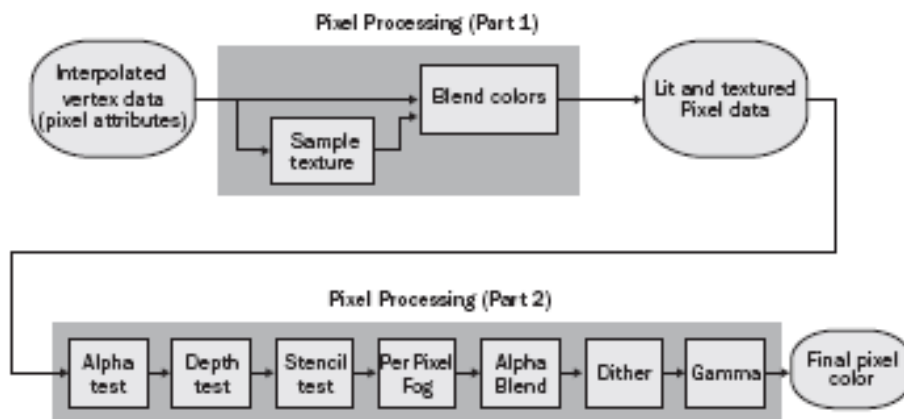 Pixel Processing (Part 1)
Interpolated
vertex data
(pixel attributes)
Sample
texture
Blend colors
Lit and textured
Pixel data
Pixel Processing (Part 2)
Alpha
test
Depth
test
Stencil
test
Per Pixel
Fog
Alpha
Blend
Dither
Gamma
Final pixel
color